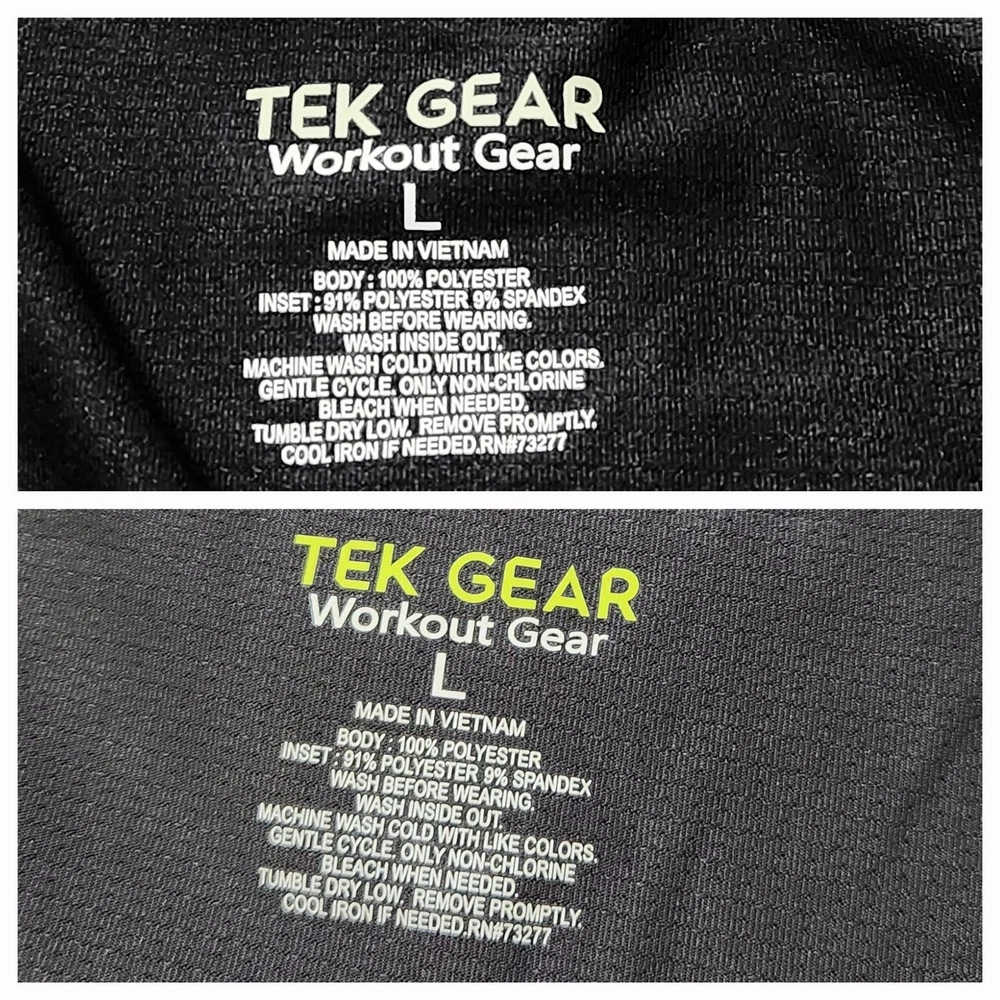 TEK GEAR
Workout Gear
L
MADE IN VIETNAM
BODY : 100% POLYESTER
INSET : 91% POLYESTER 9% SPANDEX
WASH BEFORE WEARING.
WASH INSIDE OUT.
MACHINE WASH COLD WITH LIKE COLORS.
GENTLE CYCLE. ONLY NON-CHLORINE
BLEACH WHEN NEEDED.
TUMBLE DRY LOW. REMOVE PROMPTLY.
COOL IRON IF NEEDED.RN#73277
TEK GEAR
Workout Gear
L
MADE IN VIETNAM
BODY : 100% POLYESTER
INSET : 91% POLYESTER 9% SPANDEX
WASH BEFORE WEARING.
WASH INSIDE OUT.
MACHINE WASH COLD WITH LIKE COLORS.
GENTLE CYCLE. ONLY NON-CHLORINE
BLEACH WHEN NEEDED.
TUMBLE DRY LOW. REMOVE PROMPTLY.
COOL IRON IF NEEDED.RN#73277